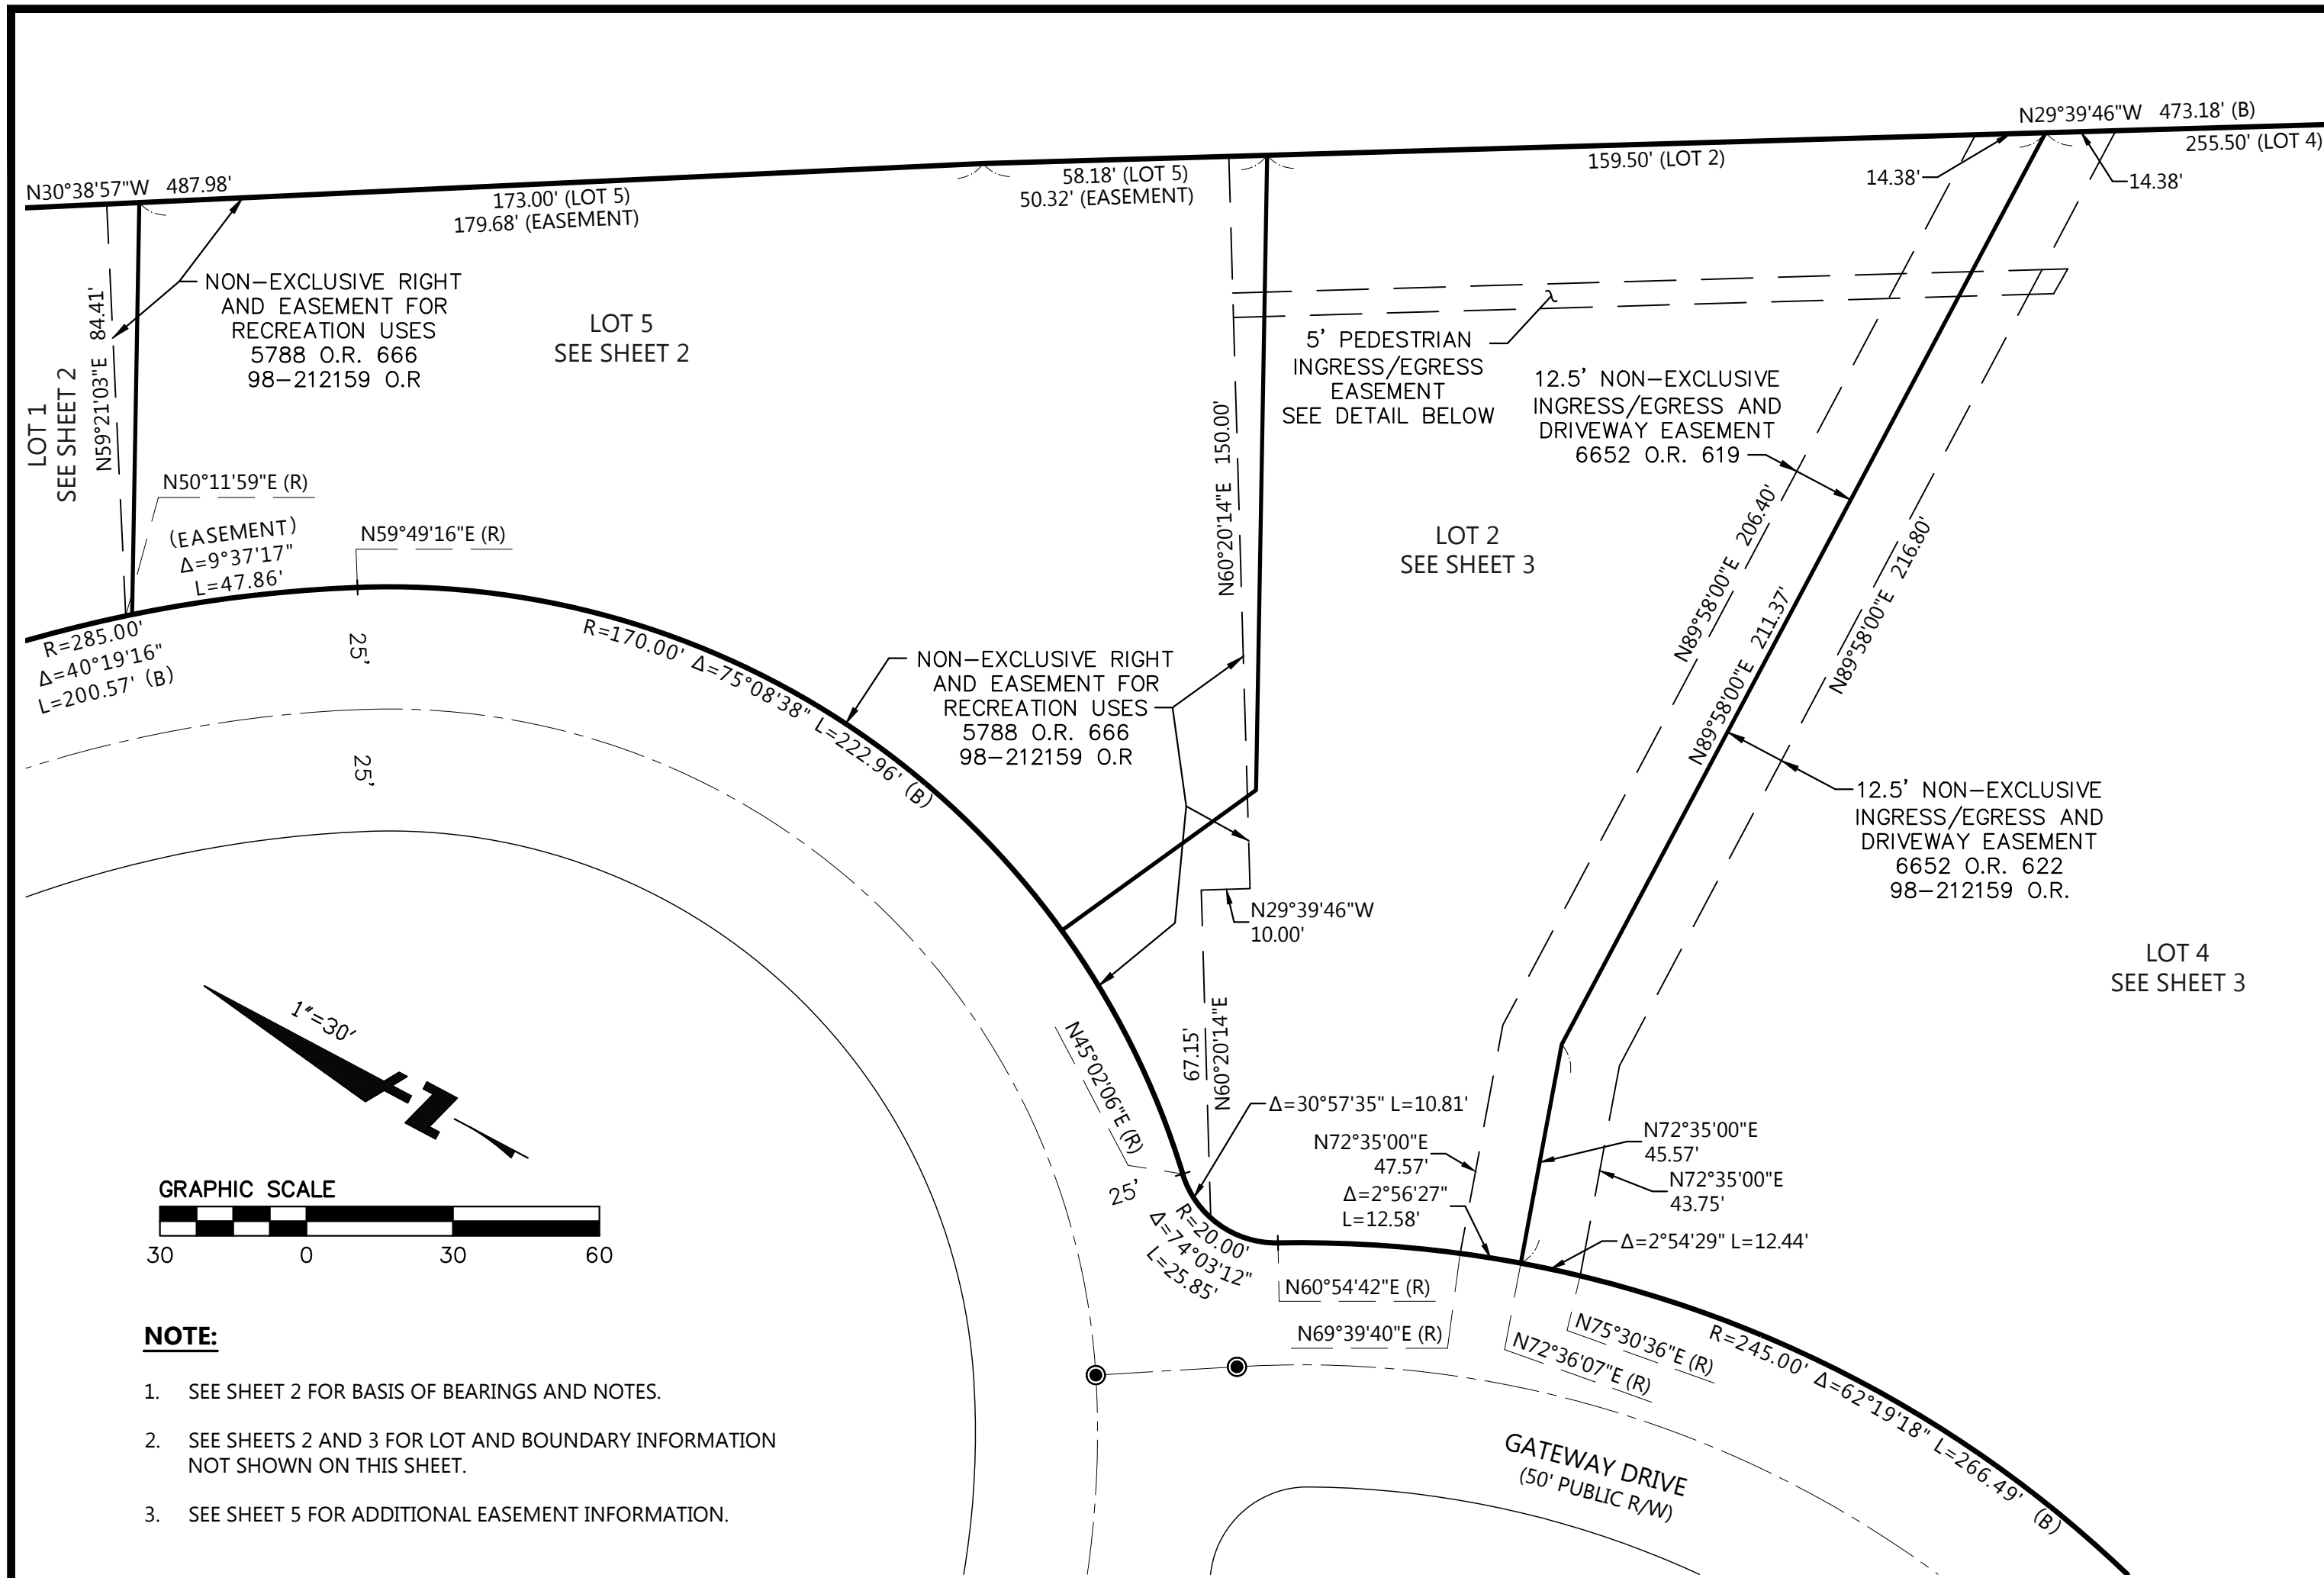 N29°39'46"W 473.18' (B)
255.50' (LOT 4)
159.50' (LOT 2)
14.38'
14.38'
58.18' (LOT 5)
50.32' (EASEMENT)
N30°38'57"W 487.98'
173.00' (LOT 5)
179.68' (EASEMENT)
NON-EXCLUSIVE RIGHT
AND EASEMENT FOR
RECREATION USES
5788 O.R. 666
98-212159 O.R
LOT 5
SEE SHEET 2
LOT 1
SEE SHEET 2
N59°21'03"E 84.41'
5' PEDESTRIAN
INGRESS/EGRESS
EASEMENT
SEE DETAIL BELOW
12.5' NON-EXCLUSIVE
INGRESS/EGRESS AND
DRIVEWAY EASEMENT
6652 O.R. 619
N60°20'14"E 150.00'
N50°11'59"E (R)
(EASEMENT)
Δ=9°37'17"
L=47.86'
N59°49'16"E (R)
LOT 2
SEE SHEET 3
N89°58'00"E 206.40'
N89°58'00"E 211.37'
N89°58'00"E 216.80'
R=285.00'
Δ=40°19'16"
L=200.57' (B)
25'
25'
R=170.00' Δ=75°08'38" L=222.96' (B)
NON-EXCLUSIVE RIGHT
AND EASEMENT FOR
RECREATION USES
5788 O.R. 666
98-212159 O.R
12.5' NON-EXCLUSIVE
INGRESS/EGRESS AND
DRIVEWAY EASEMENT
6652 O.R. 622
98-212159 O.R.
N29°39'46"W
10.00'
LOT 4
SEE SHEET 3
1"=30'
N
N45°02'06"E (R)
67.15'
N60°20'14"E
Δ=30°57'35" L=10.81'
N72°35'00"E
47.57'
Δ=2°56'27"
L=12.58'
N72°35'00"E
45.57'
N72°35'00"E
43.75'
Δ=2°54'29" L=12.44'
25'
R=20.00'
Δ=74°03'12"
L=25.85'
N60°54'42"E (R)
N69°39'40"E (R)
N72°36'07"E (R)
N75°30'36"E (R)
R=245.00' Δ=62°19'18" L=266.49' (B)
GATEWAY DRIVE
(50' PUBLIC R/W)
GRAPHIC SCALE
30 0 30 60
NOTE:
1. SEE SHEET 2 FOR BASIS OF BEARINGS AND NOTES.
2. SEE SHEETS 2 AND 3 FOR LOT AND BOUNDARY INFORMATION
NOT SHOWN ON THIS SHEET.
3. SEE SHEET 5 FOR ADDITIONAL EASEMENT INFORMATION.